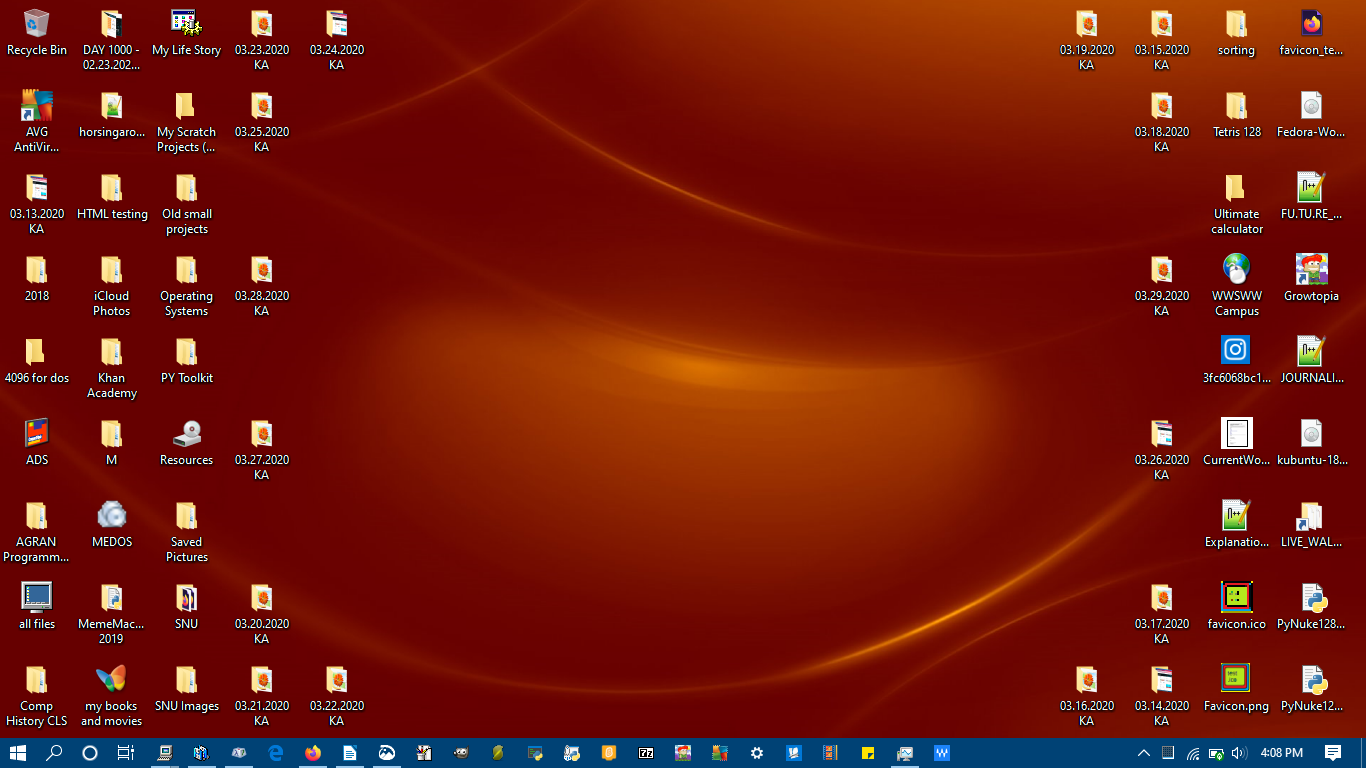 Recycle Bin
DAY 1000 -
02.23.202...
My Life Story
03.23.2020
KA
03.24.2020
KA
03.19.2020
KA
03.15.2020
KA
sorting
favicon_te...
AVG
AntiVir...
horsingaro...
My Scratch
Projects (...
03.25.2020
KA
03.18.2020
KA
Tetris 128
Fedora-Wo...
03.13.2020
KA
HTML testing
Old small
projects
Ultimate
calculator
FU.TU.RE_...
2018
iCloud
Photos
Operating
Systems
03.28.2020
KA
03.29.2020
KA
WWSWW
Campus
Growtopia
4096 for dos
Khan
Academy
PY Toolkit
3fc6068bc1...
JOURNALI...
ADS
M
Resources
03.27.2020
KA
03.26.2020
KA
CurrentWo...
kubuntu-18...
AGRAN
Programm...
MEDOS
Saved
Pictures
Explanatio...
LIVE_WAL...
all files
MemeMac...
2019
SNU
03.20.2020
KA
03.17.2020
KA
favicon.ico
PyNuke128...
Comp
History CLS
my books
and movies
SNU Images
03.21.2020
KA
03.22.2020
KA
03.16.2020
KA
03.14.2020
KA
Favicon.png
PyNuke12...
4:08 PM